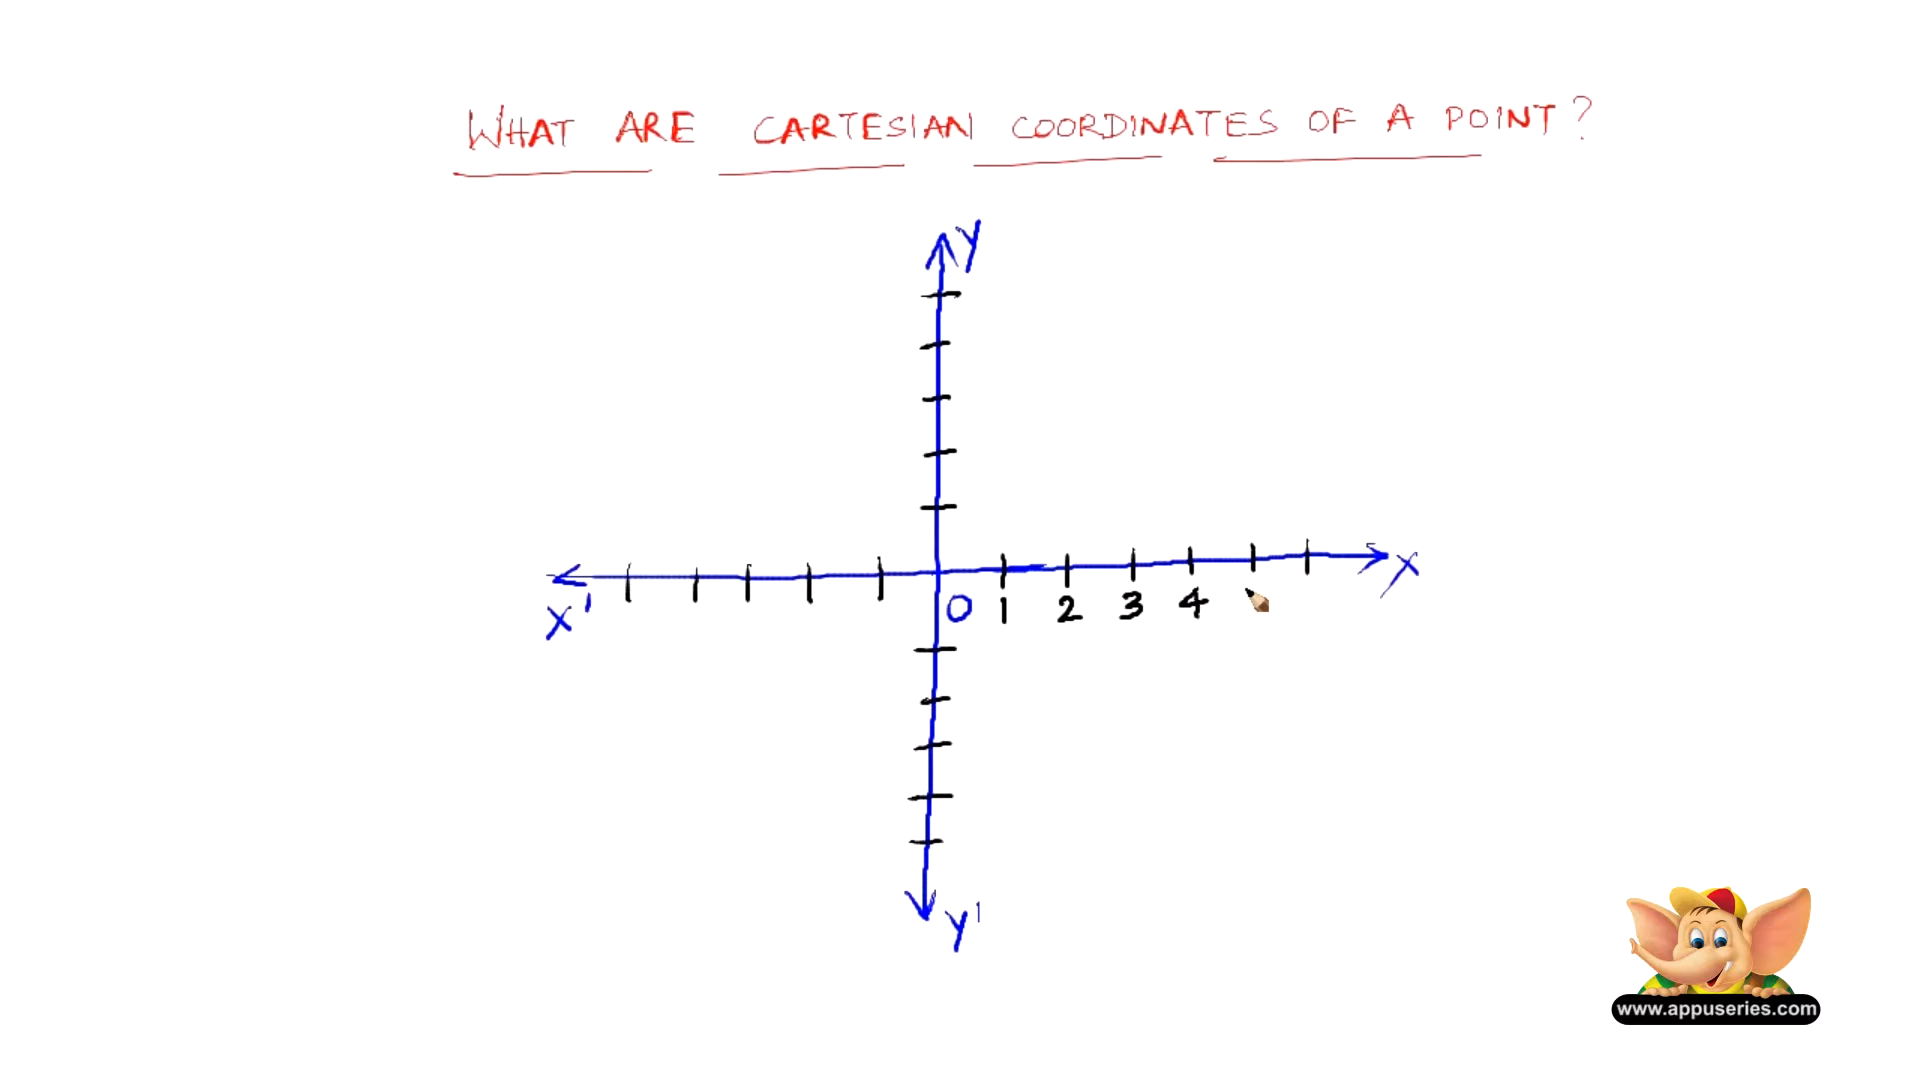 WHAT ARE CARTESIAN COORDINATES OF A POINT?
Y
X
X'
0 1 2 3 4
Y'
www.appuseries.com